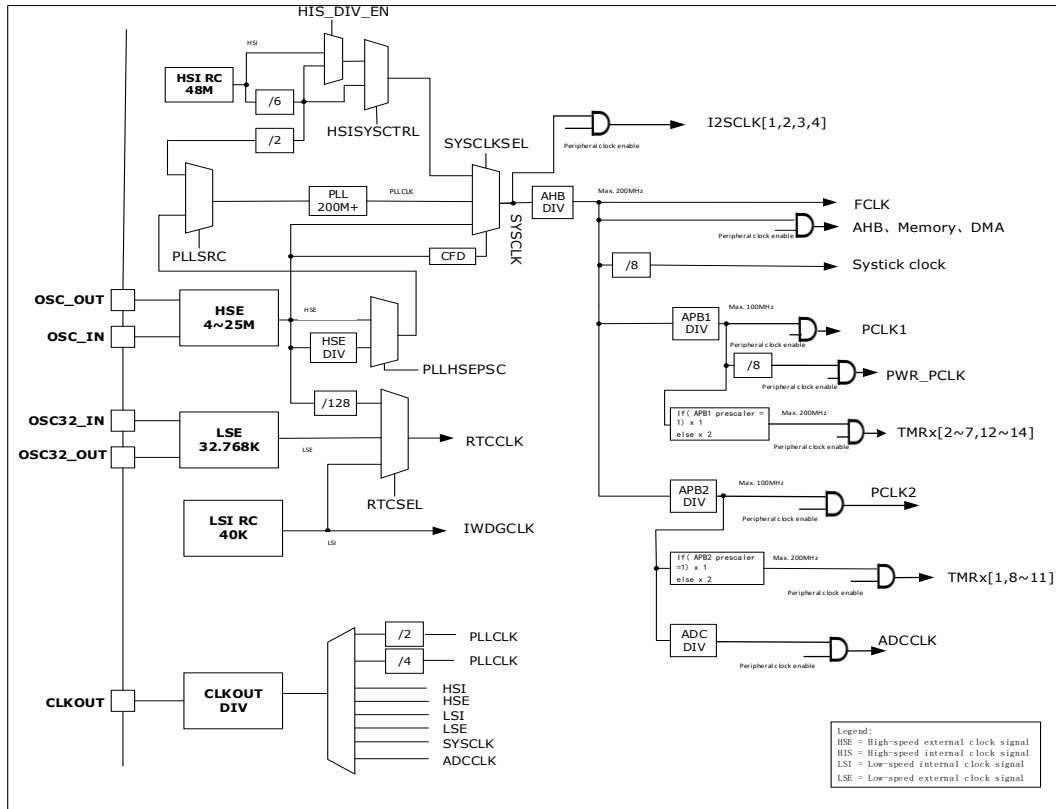 HIS_DIV_EN
HSI
HSI RC
48M
/6
HSISYSCTRL
/2
SYSCLKSEL
I2SCLK[1,2,3,4]
Peripheral clock enable
PLL
200M+
PLLCLK
SYSCLK
AHB
DIV
Max. 200MHz
FCLK
Peripheral clock enable
AHB、Memory、DMA
PLLSRC
CFD
/8
Systick clock
OSC_OUT
OSC_IN
HSE
4~25M
HSE
HSE
DIV
PLLHSEPSC
APB1
DIV
Max. 100MHz
PCLK1
Peripheral clock enable
/8
PWR_PCLK
Peripheral clock enable
/128
OSC32_IN
OSC32_OUT
LSE
32.768K
LSE
RTCCLK
RTCSEL
If( APB1 prescaler =
1) x 1
else x 2
Max. 200MHz
TMRx[2~7,12~14]
Peripheral clock enable
LSI RC
40K
LSI
IWDGCLK
APB2
DIV
Max. 100MHz
PCLK2
Peripheral clock enable
If( APB2 prescaler
=1) x 1
else x 2
Max. 200MHz
TMRx[1,8~11]
Peripheral clock enable
ADC
DIV
ADCCLK
Peripheral clock enable
CLKOUT
CLKOUT
DIV
/2
PLLCLK
/4
PLLCLK
HSI
HSE
LSI
LSE
SYSCLK
ADCCLK
Legend:
HSE = High-speed external clock signal
HIS = High-speed internal clock signal
LSI = Low-speed internal clock signal
LSE = Low-speed external clock signal